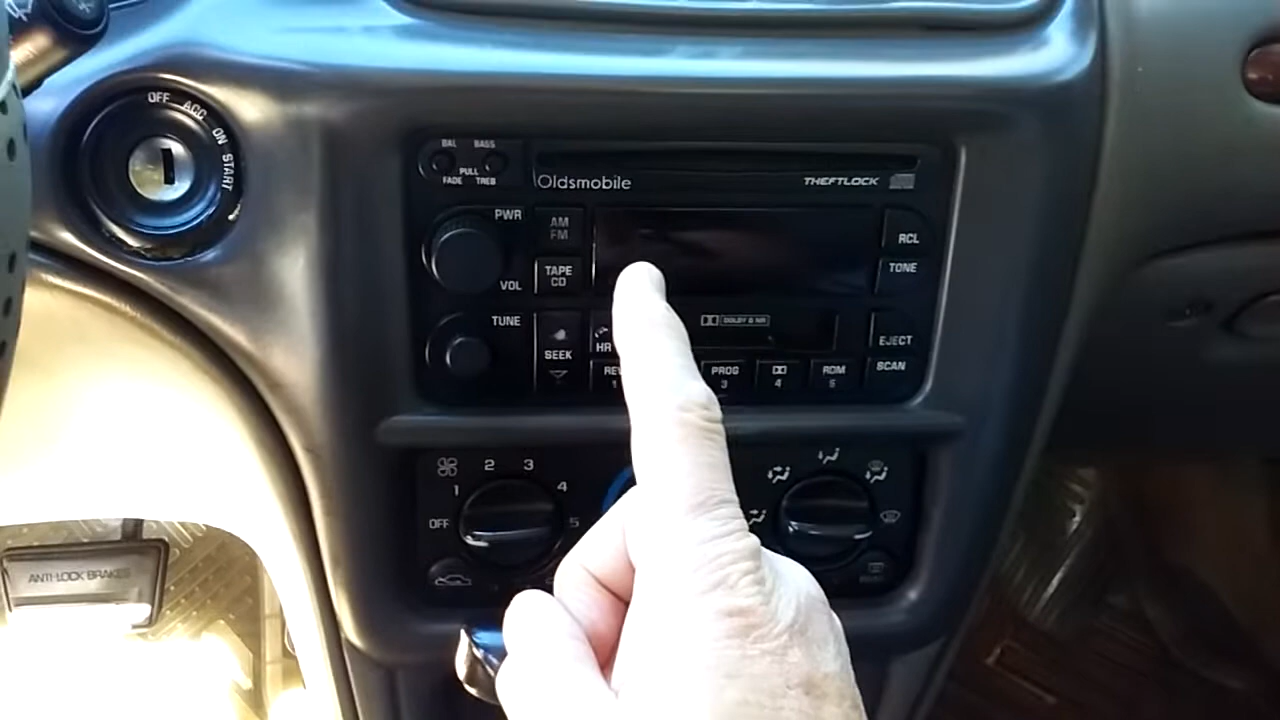 OFF ACC ON START
BAL BASS
PULL
FADE TREB
Oldsmobile
THEFTLOCK
PWR
AM
FM
RCL
VOL
TAPE
CD
TONE
TUNE
DOLBY B NR
HR
SEEK
EJECT
PROG
3
4
RDM
5
SCAN
1 2 3 4 5
OFF
ANTI-LOCK BRAKES